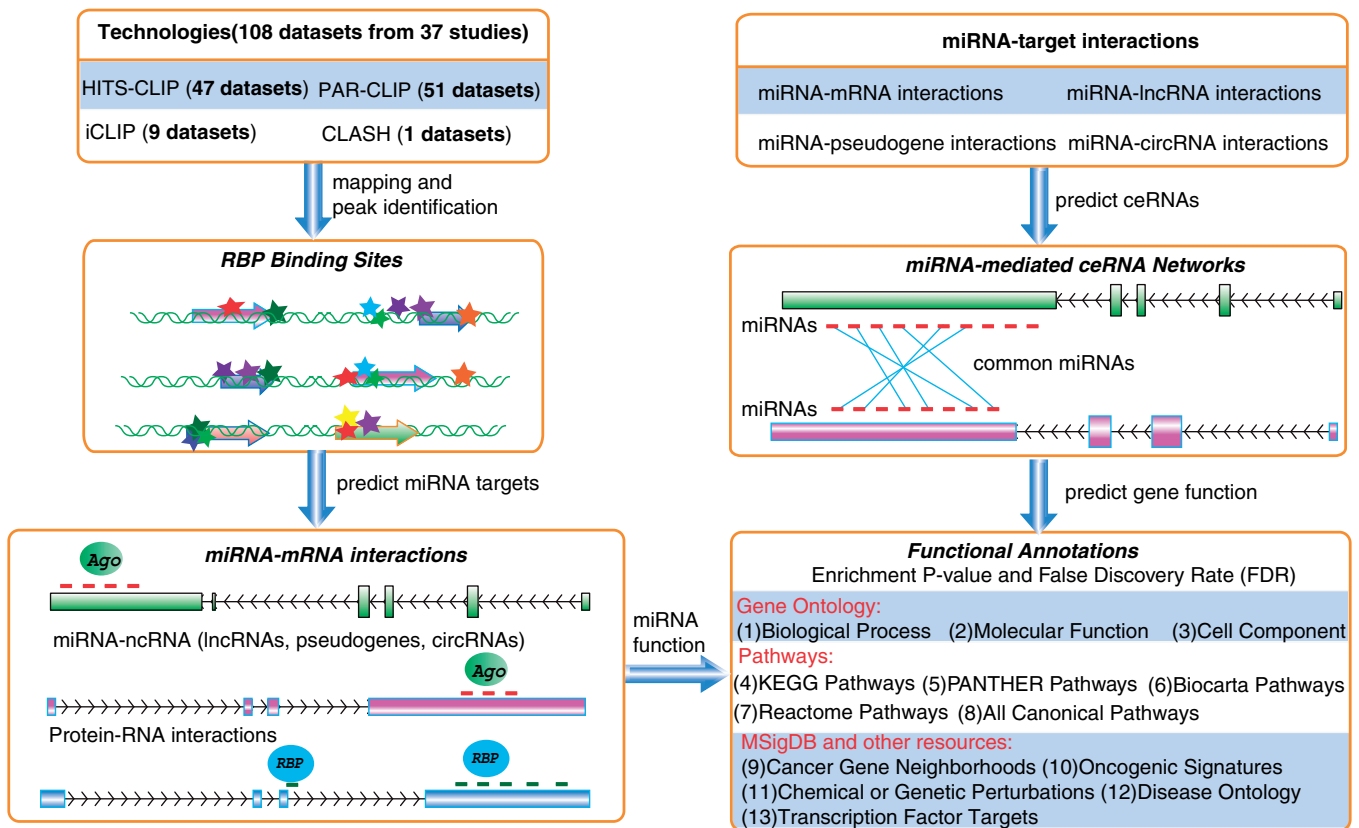 Technologies(108 datasets from 37 studies)
HITS-CLIP (47 datasets) PAR-CLIP (51 datasets)
iCLIP (9 datasets) CLASH (1 datasets)
mapping and
peak identification
RBP Binding Sites
predict miRNA targets
miRNA-mRNA interactions
Ago
miRNA-ncRNA (lncRNAs, pseudogenes, circRNAs)
Ago
Protein-RNA interactions
RBP RBP
miRNA
function
miRNA-target interactions
miRNA-mRNA interactions miRNA-lncRNA interactions
miRNA-pseudogene interactions miRNA-circRNA interactions
predict ceRNAs
miRNA-mediated ceRNA Networks
miRNAs
common miRNAs
miRNAs
predict gene function
Functional Annotations
Enrichment P-value and False Discovery Rate (FDR)
Gene Ontology:
(1)Biological Process (2)Molecular Function (3)Cell Component
Pathways:
(4)KEGG Pathways (5)PANTHER Pathways (6)Biocarta Pathways
(7)Reactome Pathways (8)All Canonical Pathways
MSigDB and other resources:
(9)Cancer Gene Neighborhoods (10)Oncogenic Signatures
(11)Chemical or Genetic Perturbations (12)Disease Ontology
(13)Transcription Factor Targets